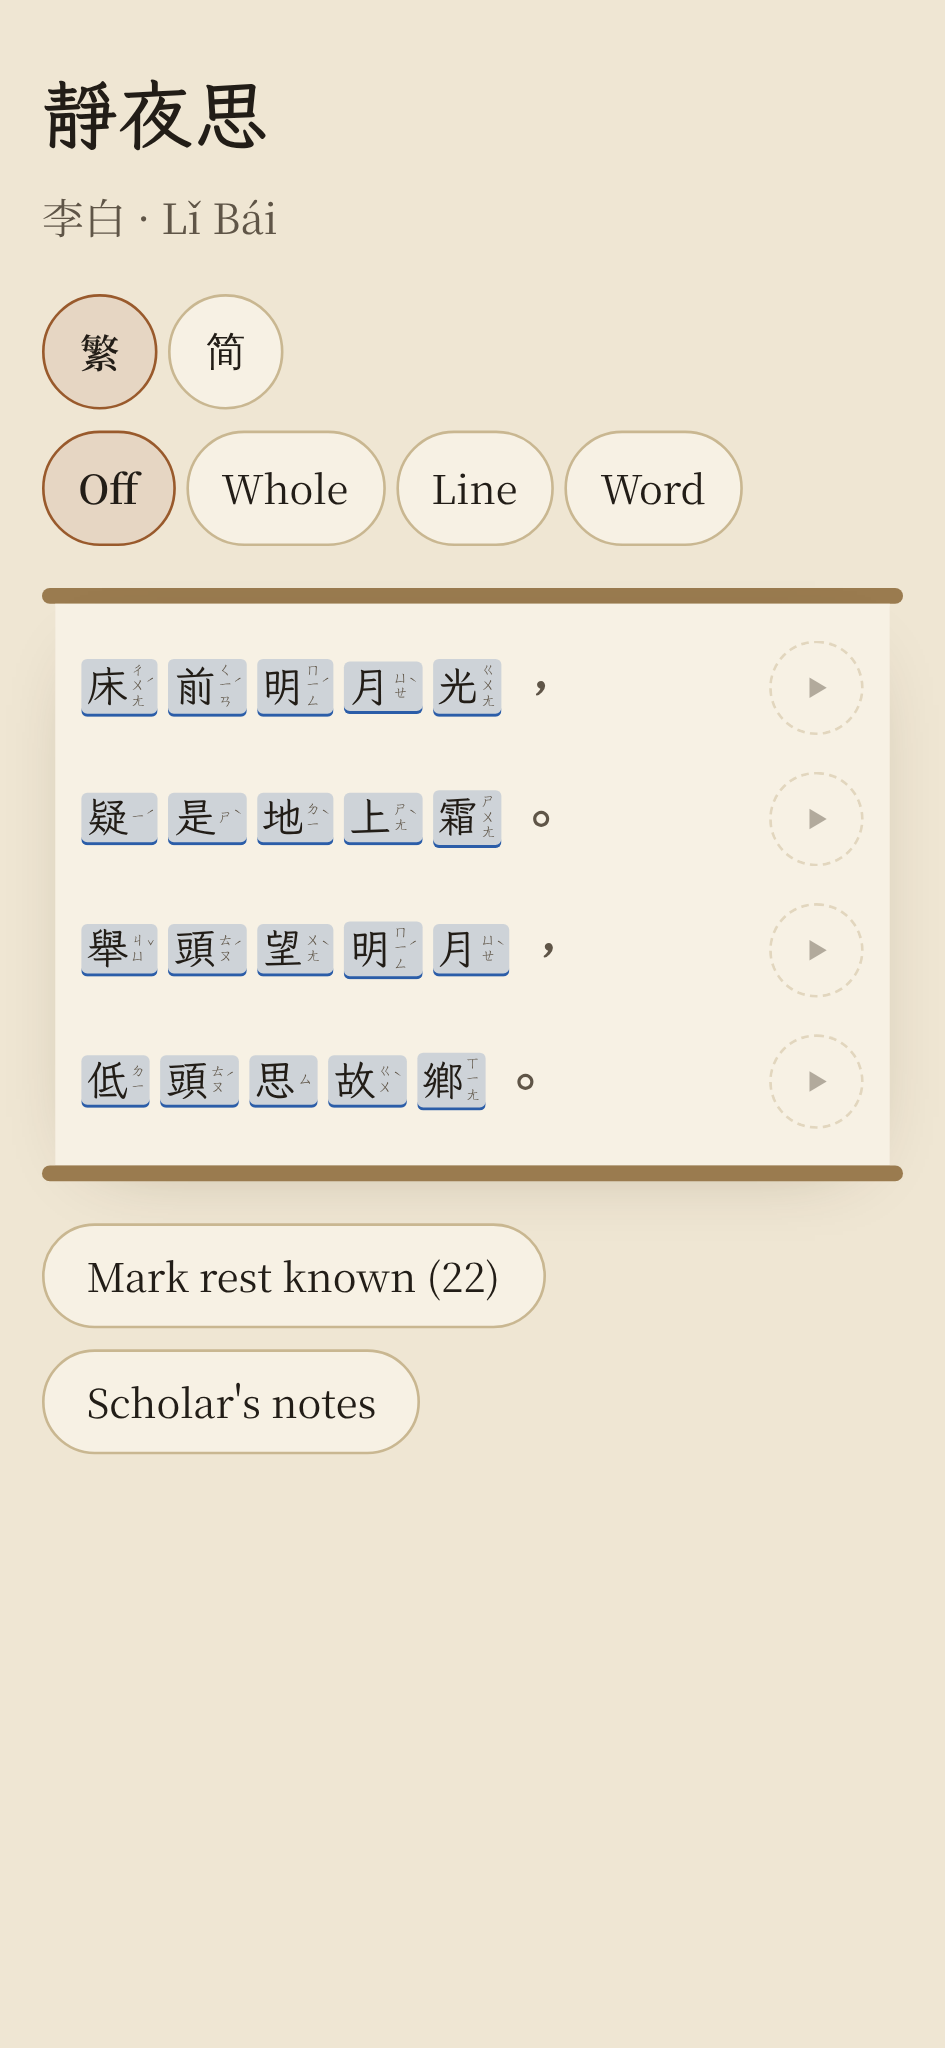 靜夜思
李白 · Lǐ Bái
繁 简
Off Whole Line Word
床ㄔㄨㄤˊ前ㄑㄧㄢˊ明ㄇㄧㄥˊ月ㄩㄝˋ光ㄍㄨㄤ，
疑ㄧˊ是ㄕˋ地ㄉㄧˋ上ㄕㄤˋ霜ㄕㄨㄤ。
舉ㄐㄩˇ頭ㄊㄡˊ望ㄨㄤˋ明ㄇㄧㄥˊ月ㄩㄝˋ，
低ㄉㄧ頭ㄊㄡˊ思ㄙ故ㄍㄨˋ鄉ㄒㄧㄤ。
Mark rest known (22)
Scholar's notes